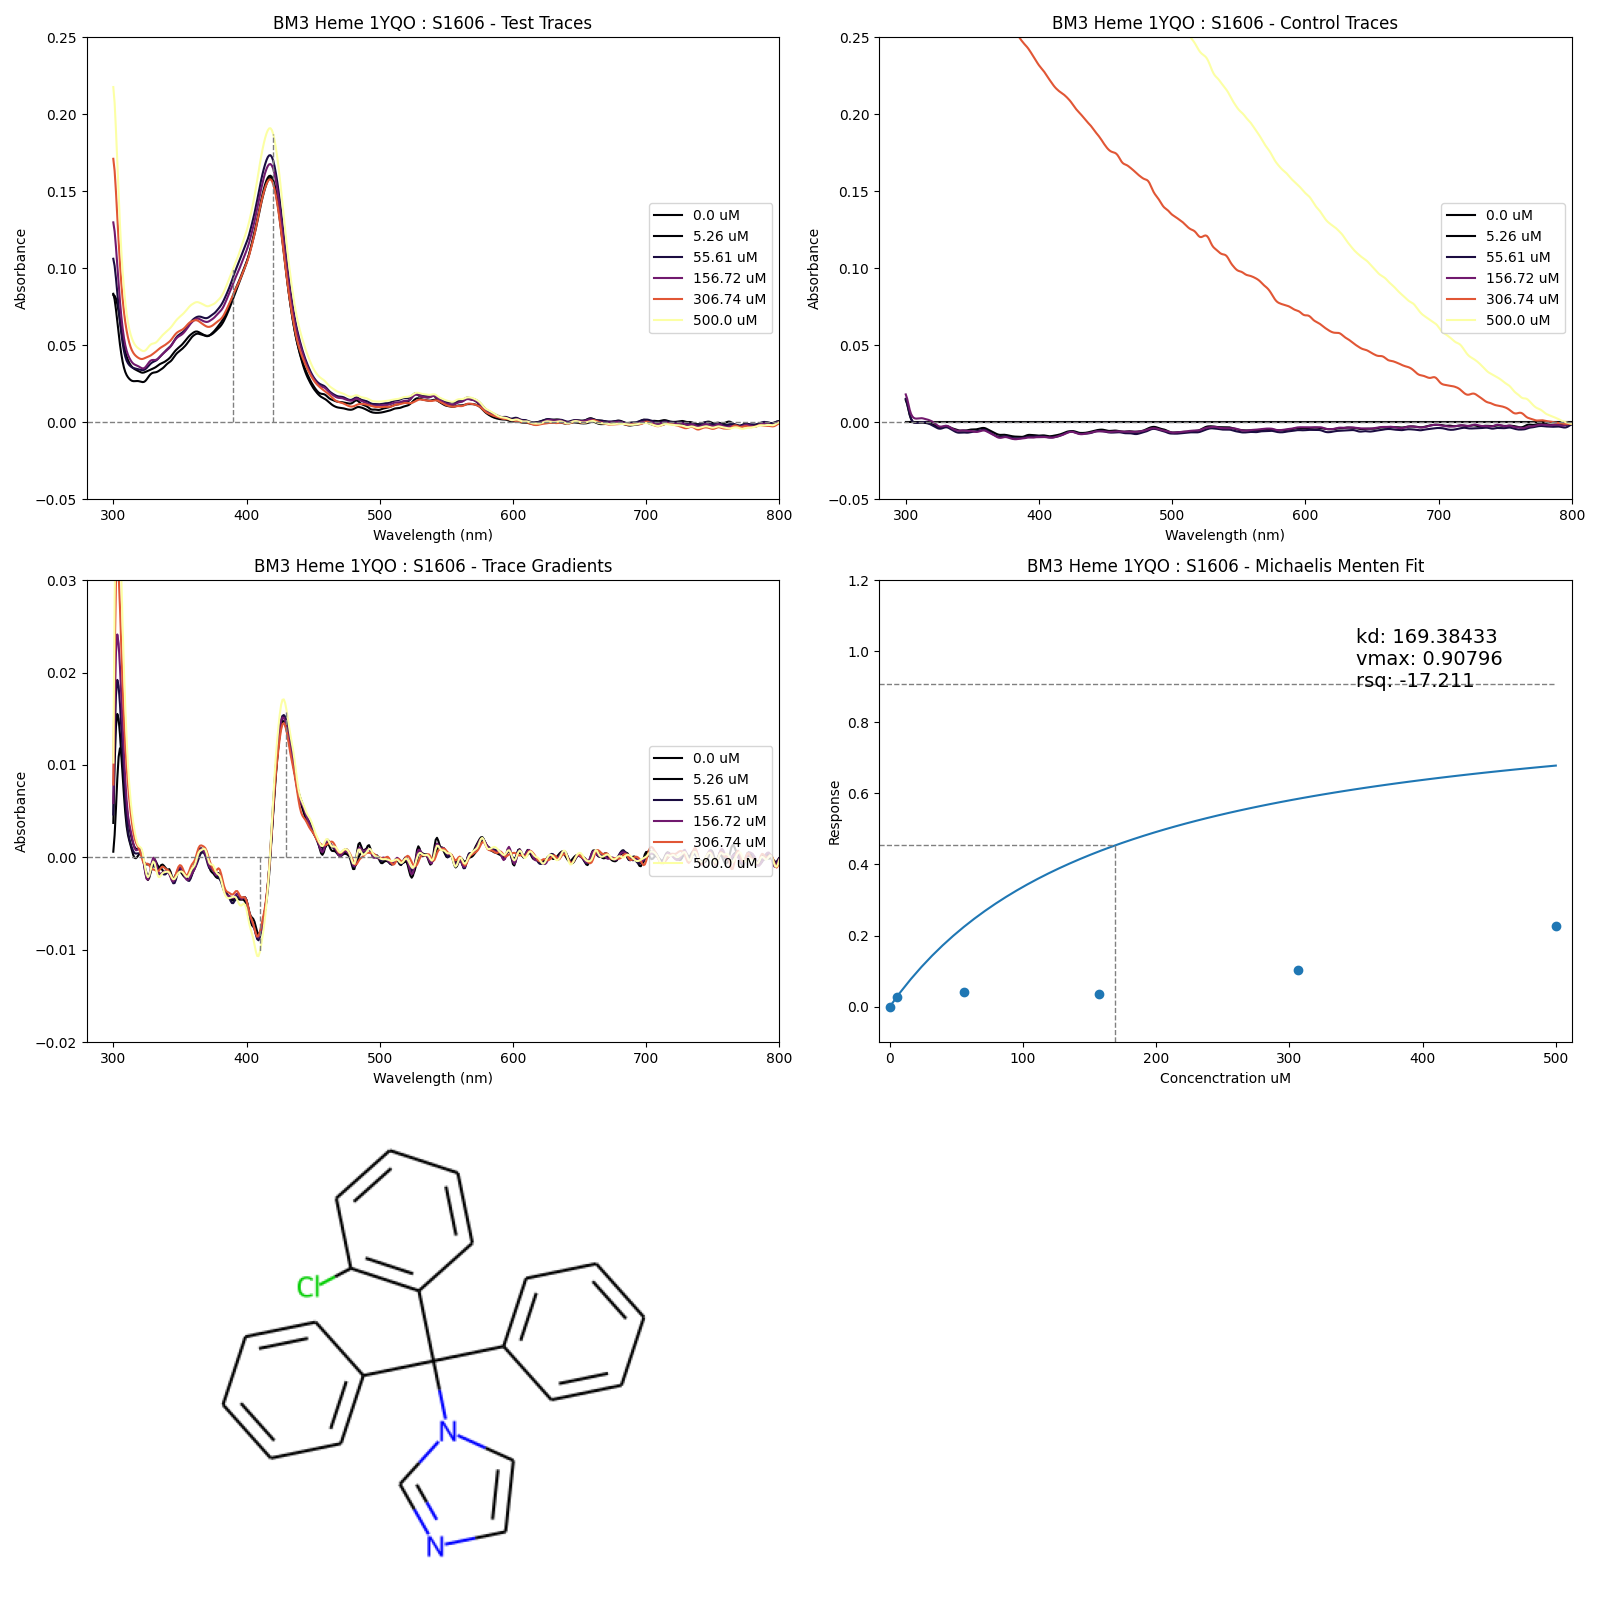 BM3 Heme 1YQO : S1606 - Test Traces
Absorbance
0.25
0.20
0.15
0.10
0.05
0.00
−0.05
300 400 500 600 700 800
Wavelength (nm)
0.0 uM
5.26 uM
55.61 uM
156.72 uM
306.74 uM
500.0 uM
BM3 Heme 1YQO : S1606 - Control Traces
Absorbance
0.25
0.20
0.15
0.10
0.05
0.00
−0.05
300 400 500 600 700 800
Wavelength (nm)
0.0 uM
5.26 uM
55.61 uM
156.72 uM
306.74 uM
500.0 uM
BM3 Heme 1YQO : S1606 - Trace Gradients
Absorbance
0.03
0.02
0.01
0.00
−0.01
−0.02
300 400 500 600 700 800
Wavelength (nm)
0.0 uM
5.26 uM
55.61 uM
156.72 uM
306.74 uM
500.0 uM
BM3 Heme 1YQO : S1606 - Michaelis Menten Fit
Response
1.2
1.0
0.8
0.6
0.4
0.2
0.0
0 100 200 300 400 500
Concenctration uM
kd: 169.38433
vmax: 0.90796
rsq: -17.211
Cl
N
N